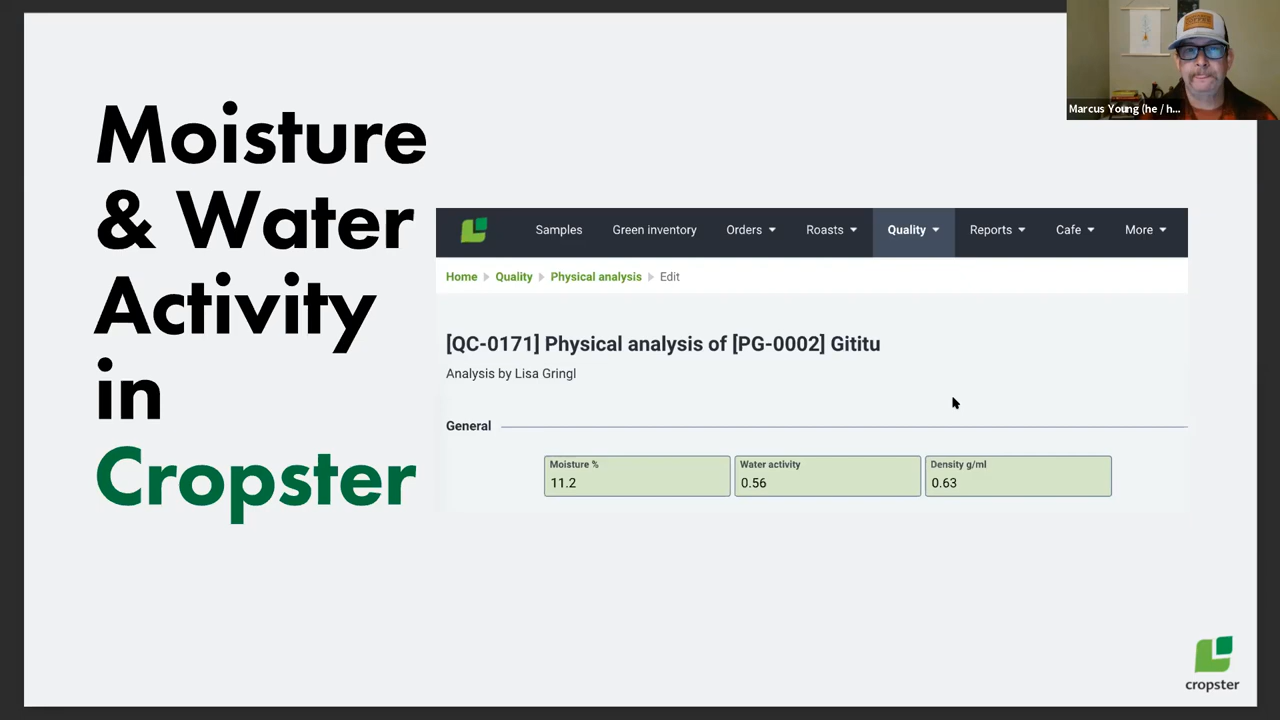 Moisture
& Water
Activity
in
Cropster
Marcus Young (he / h...
Samples Green inventory Orders Roasts Quality Reports Cafe More
Home Quality Physical analysis Edit
[QC-0171] Physical analysis of [PG-0002] Gititu
Analysis by Lisa Gringl
General
Moisture % Water activity Density g/ml
11.2 0.56 0.63
cropster